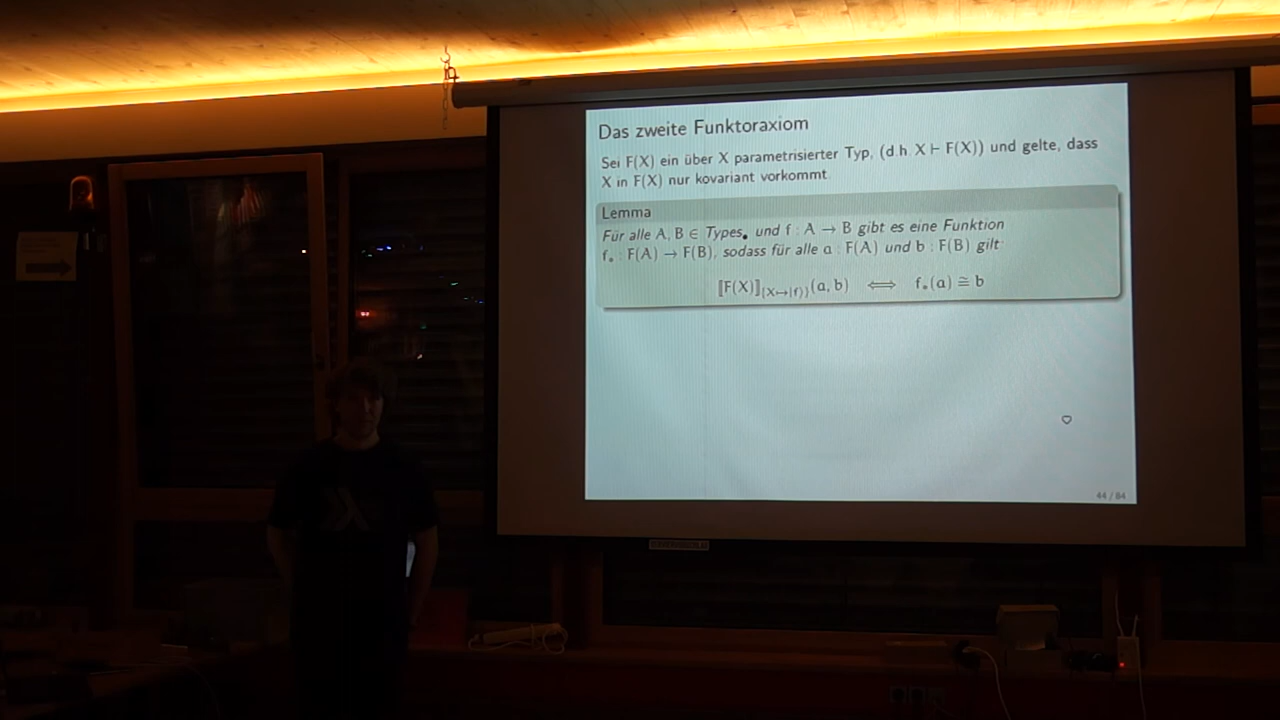 Das zweite Funktoraxiom
Sei F(X) ein über X parametrisierter Typ, (d.h. X ⊢ F(X)) und gelte, dass
X in F(X) nur kovariant vorkommt.
Lemma
Für alle A, B ∈ Types• und f : A → B gibt es eine Funktion
f∗ : F(A) → F(B), sodass für alle a : F(A) und b : F(B) gilt:
⟦F(X)⟧{X↦⟨f⟩}(a, b) ⟺ f∗(a) ≅ b
44 / 84